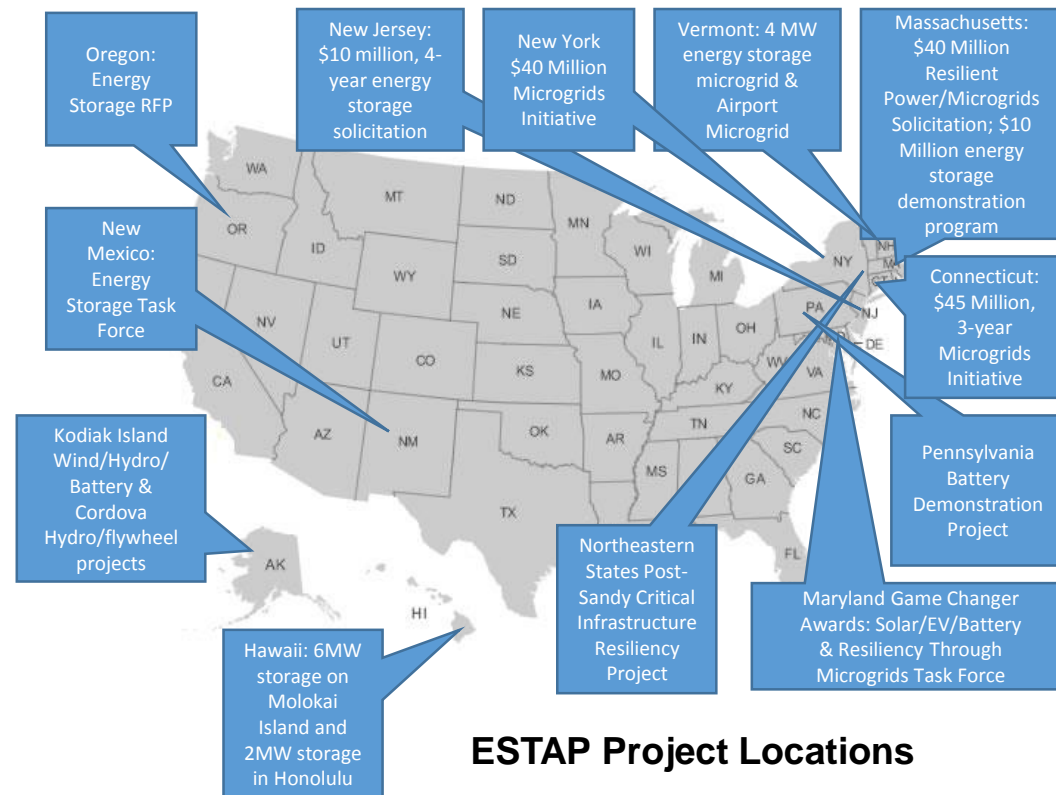 Oregon:
Energy
Storage RFP
New Jersey:
$10 million, 4-
year energy
storage
solicitation
New York
$40 Million
Microgrids
Initiative
Vermont: 4 MW
energy storage
microgrid &
Airport
Microgrid
Massachusetts:
$40 Million
Resilient
Power/Microgrids
Solicitation; $10
Million energy
storage
demonstration
program
New
Mexico:
Energy
Storage Task
Force
Connecticut:
$45 Million,
3-year
Microgrids
Initiative
Kodiak Island
Wind/Hydro/
Battery &
Cordova
Hydro/flywheel
projects
Pennsylvania
Battery
Demonstration
Project
Northeastern
States Post-
Sandy Critical
Infrastructure
Resiliency
Project
Maryland Game Changer
Awards: Solar/EV/Battery
& Resiliency Through
Microgrids Task Force
Hawaii: 6MW
storage on
Molokai
Island and
2MW storage
in Honolulu
WA
MT
ND
MN
OR
ID
WY
SD
WI
MI
NY
NH
NV
UT
CO
NE
KS
IA
MO
IL
IN
OH
PA
NJ
DE
WV
VA
KY
CA
AZ
NM
OK
AR
TN
NC
SC
MS
GA
TX
FL
AK
HI
ESTAP Project Locations